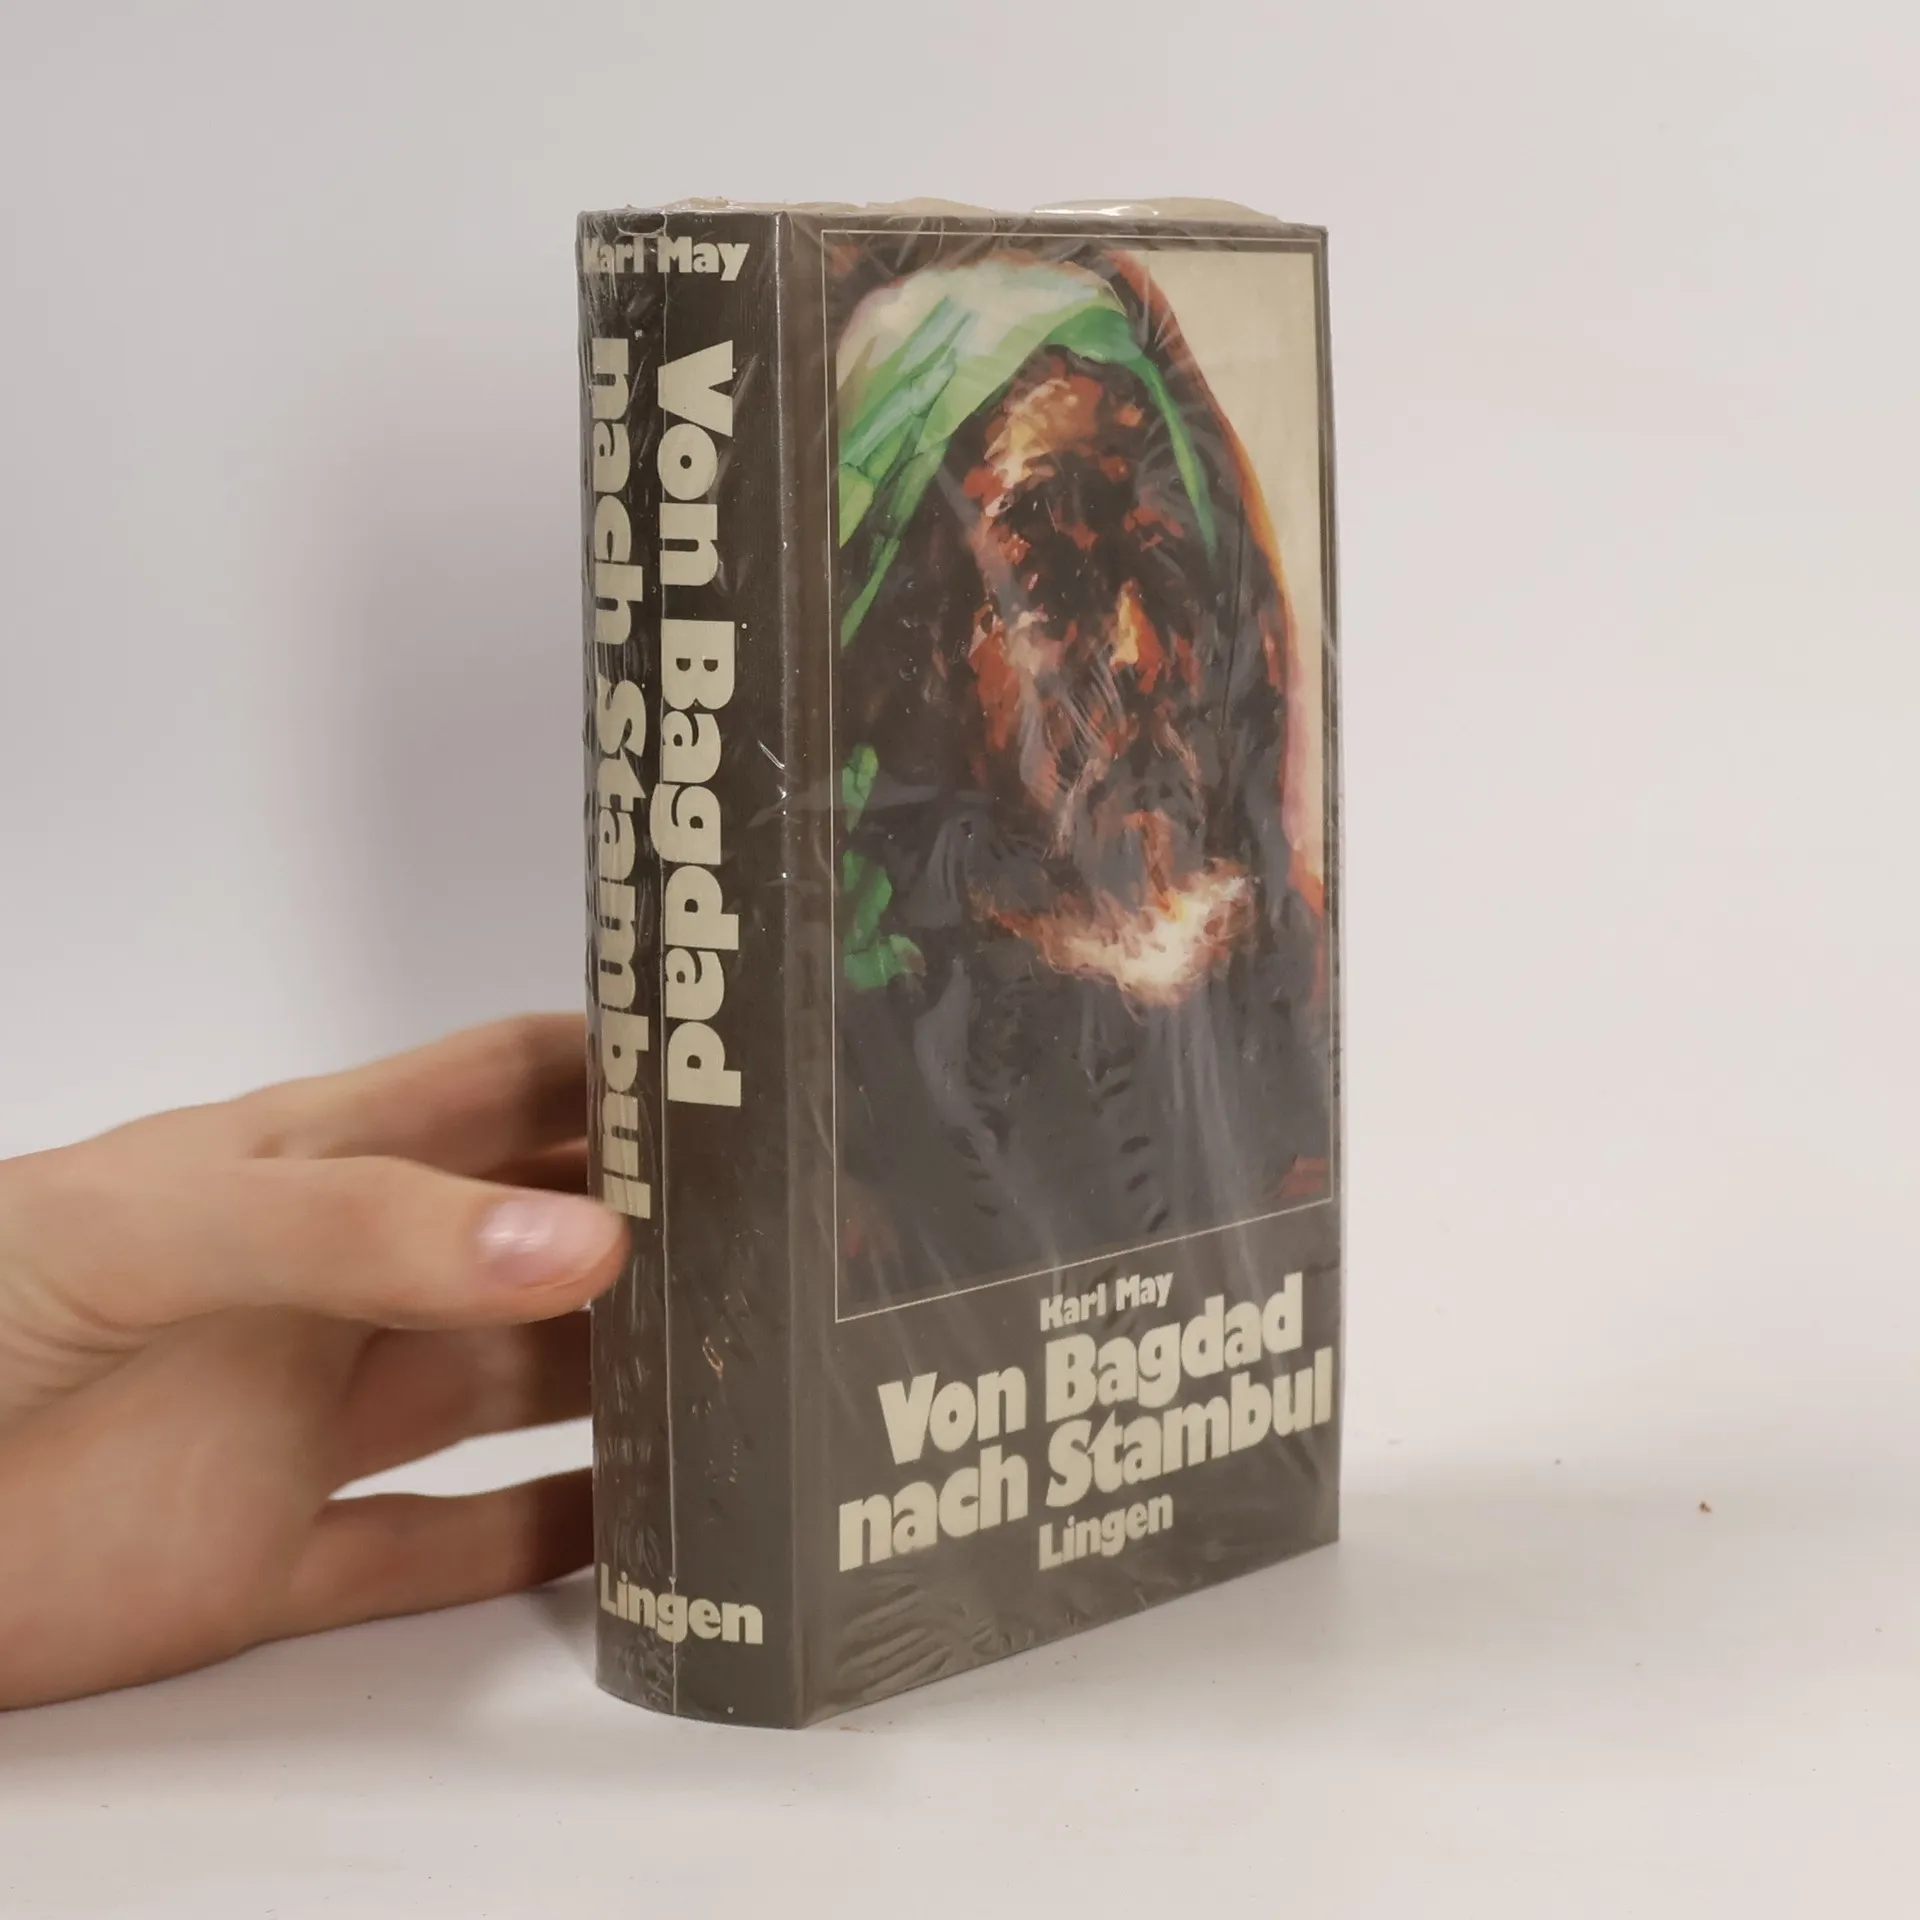 Karl May
Von Bagdad
nach Stambul
Lingen
Karl May
Von Bagdad
nach Stambul
Lingen